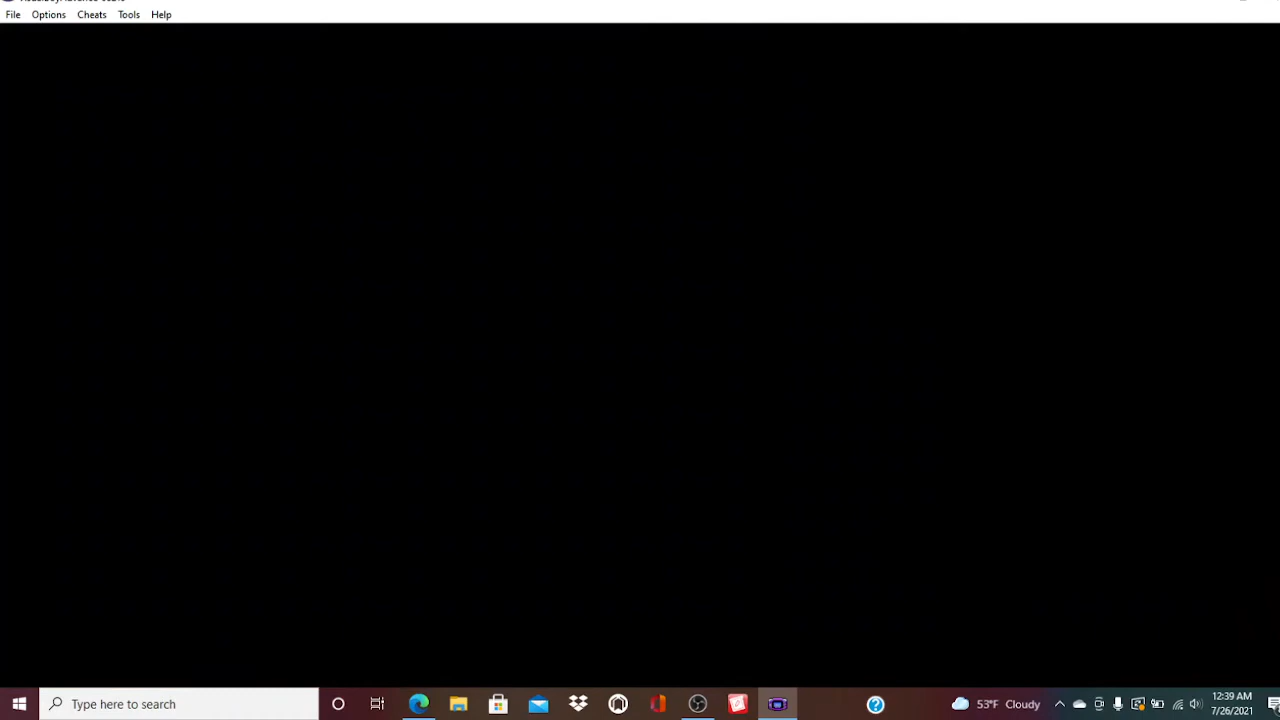 File Options Cheats Tools Help
Type here to search
53°F Cloudy
12:39 AM
7/26/2021